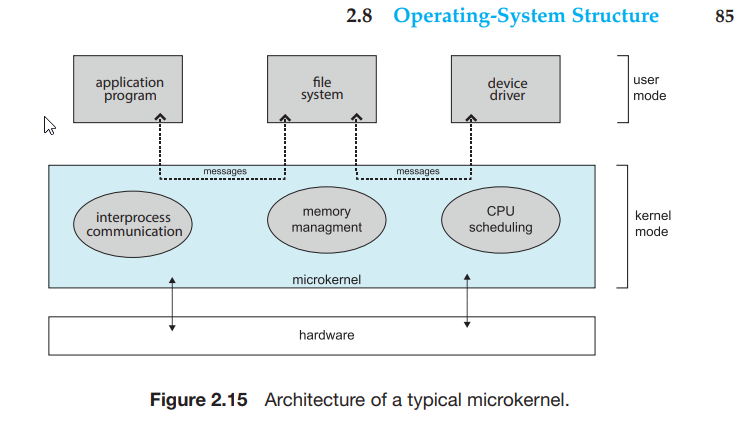 2.8 Operating-System Structure 85
application
program
file
system
device
driver
user
mode
messages
messages
interprocess
communication
memory
managment
CPU
scheduling
kernel
mode
microkernel
hardware
Figure 2.15 Architecture of a typical microkernel.